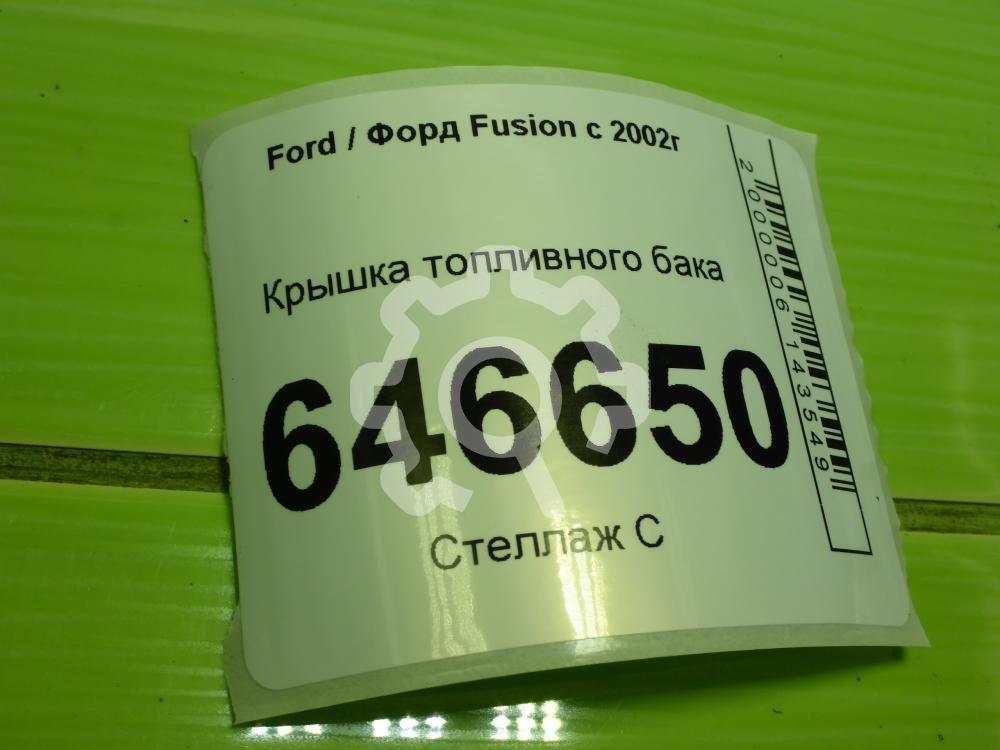 Ford / Форд Fusion с 2002г
Крышка топливного бака
646650
Стеллаж С
2000006143549